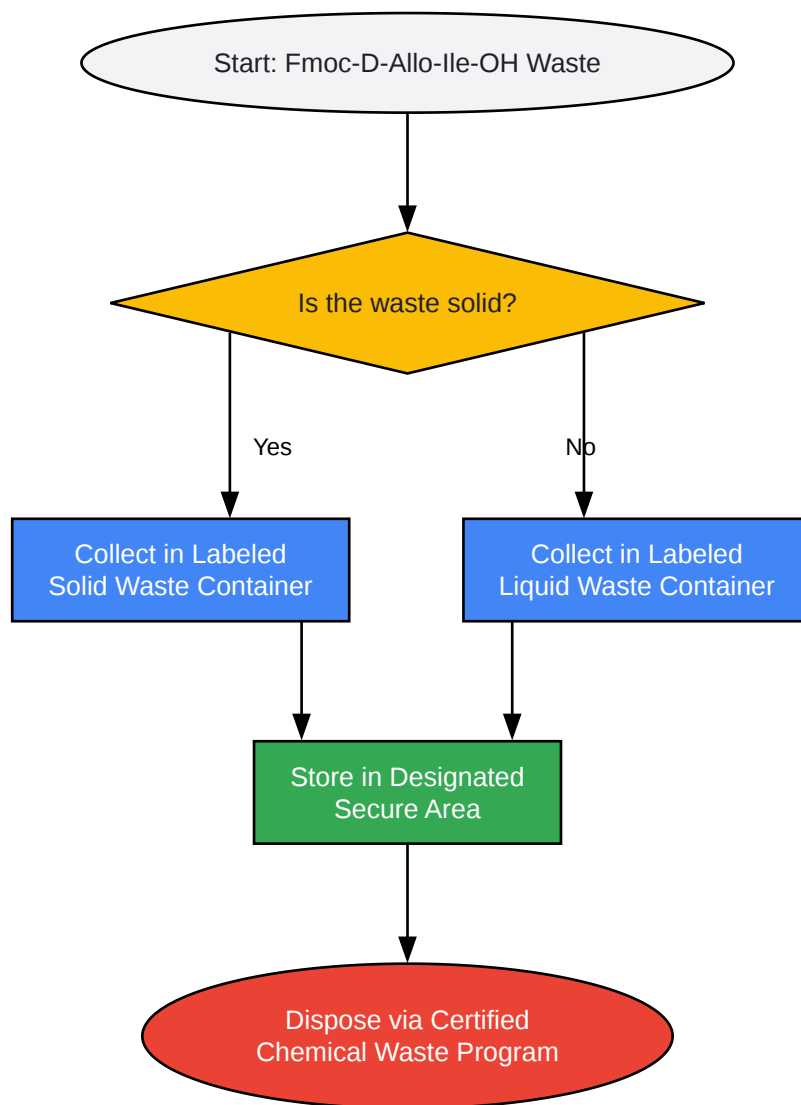 Start: Fmoc-D-Allo-Ile-OH Waste
Is the waste solid?
Yes
No
Collect in Labeled
Solid Waste Container
Collect in Labeled
Liquid Waste Container
Store in Designated
Secure Area
Dispose via Certified
Chemical Waste Program